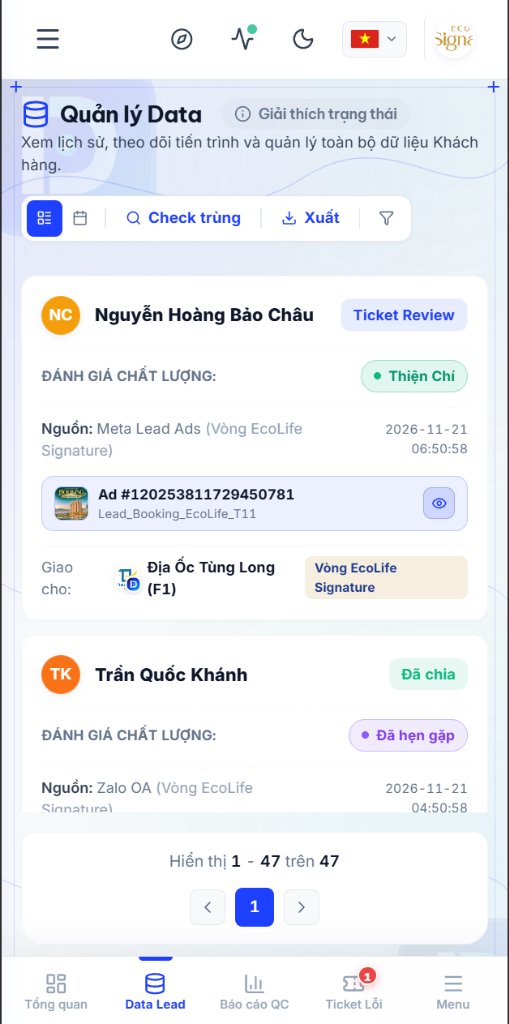 ECO
Signa
Quản lý Data
Giải thích trạng thái
Xem lịch sử, theo dõi tiến trình và quản lý toàn bộ dữ liệu Khách
hàng.
Check trùng
Xuất
NC
Nguyễn Hoàng Bảo Châu
Ticket Review
ĐÁNH GIÁ CHẤT LƯỢNG:
Thiện Chí
Nguồn: Meta Lead Ads (Vòng EcoLife
Signature)
2026-11-21
06:50:58
BOOKING
Ad #120253811729450781
Lead_Booking_EcoLife_T11
Giao
cho:
Địa Ốc Tùng Long
(F1)
Vòng EcoLife
Signature
TK
Trần Quốc Khánh
Đã chia
ĐÁNH GIÁ CHẤT LƯỢNG:
Đã hẹn gặp
Nguồn: Zalo OA (Vòng EcoLife
Signature)
2026-11-21
04:50:58
Hiển thị 1 - 47 trên 47
1
Tổng quan
Data Lead
Báo cáo QC
1
Ticket Lỗi
Menu